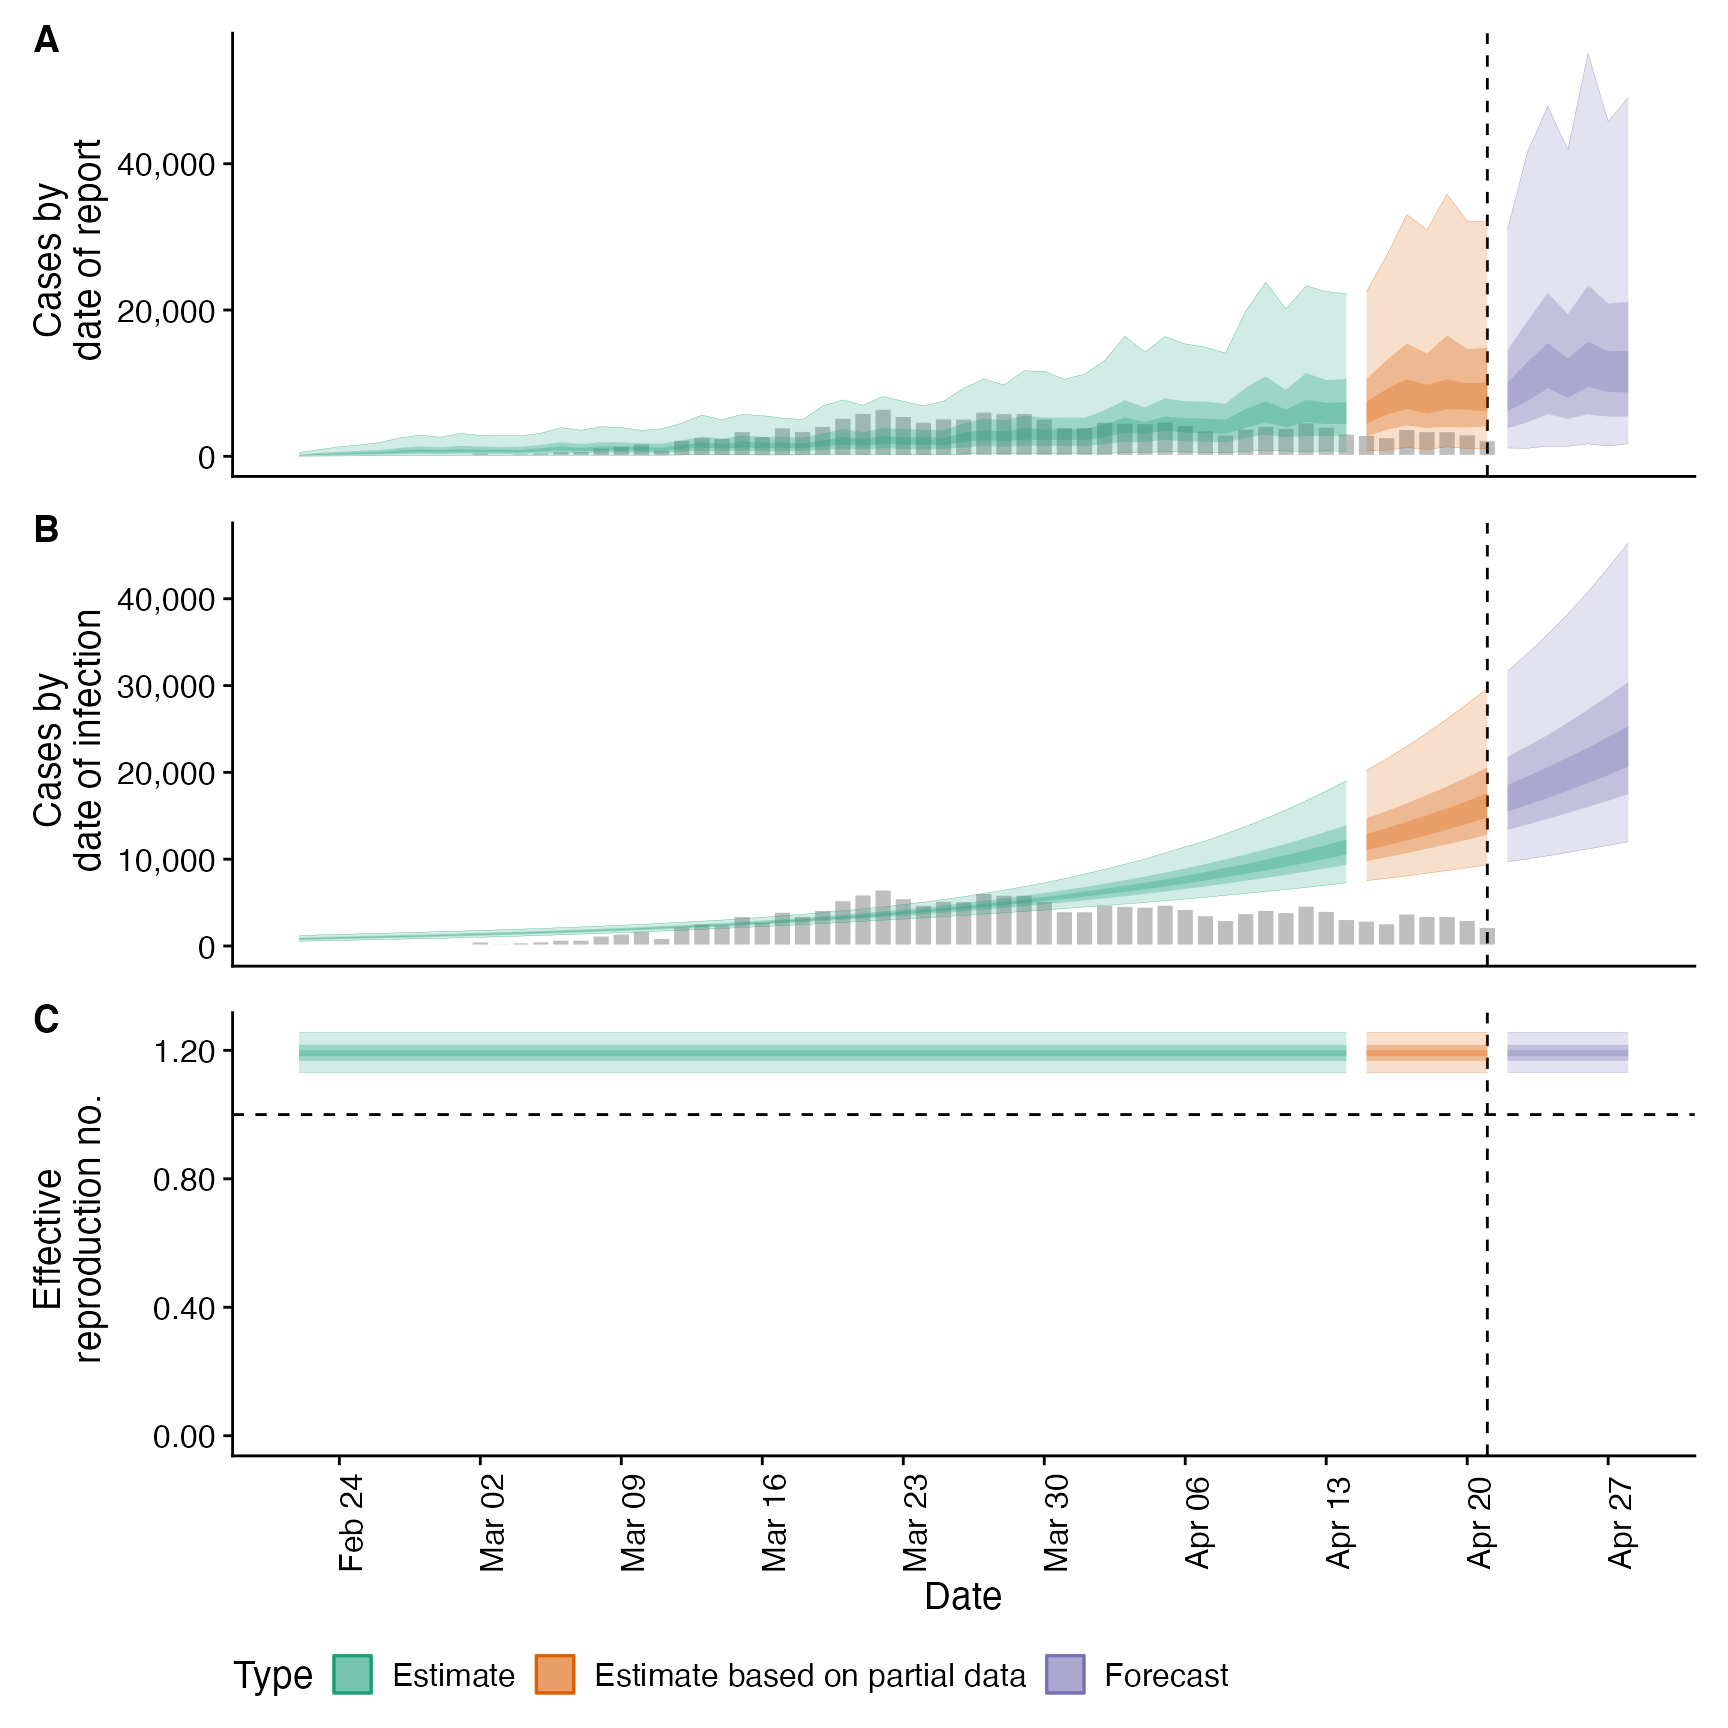 A
Cases by
date of report
40,000
20,000
0
B
Cases by
date of infection
40,000
30,000
20,000
10,000
0
C
Effective
reproduction no.
1.20
0.80
0.40
0.00
Feb 24
Mar 02
Mar 09
Mar 16
Mar 23
Mar 30
Apr 06
Apr 13
Apr 20
Apr 27
Date
Type Estimate Estimate based on partial data Forecast